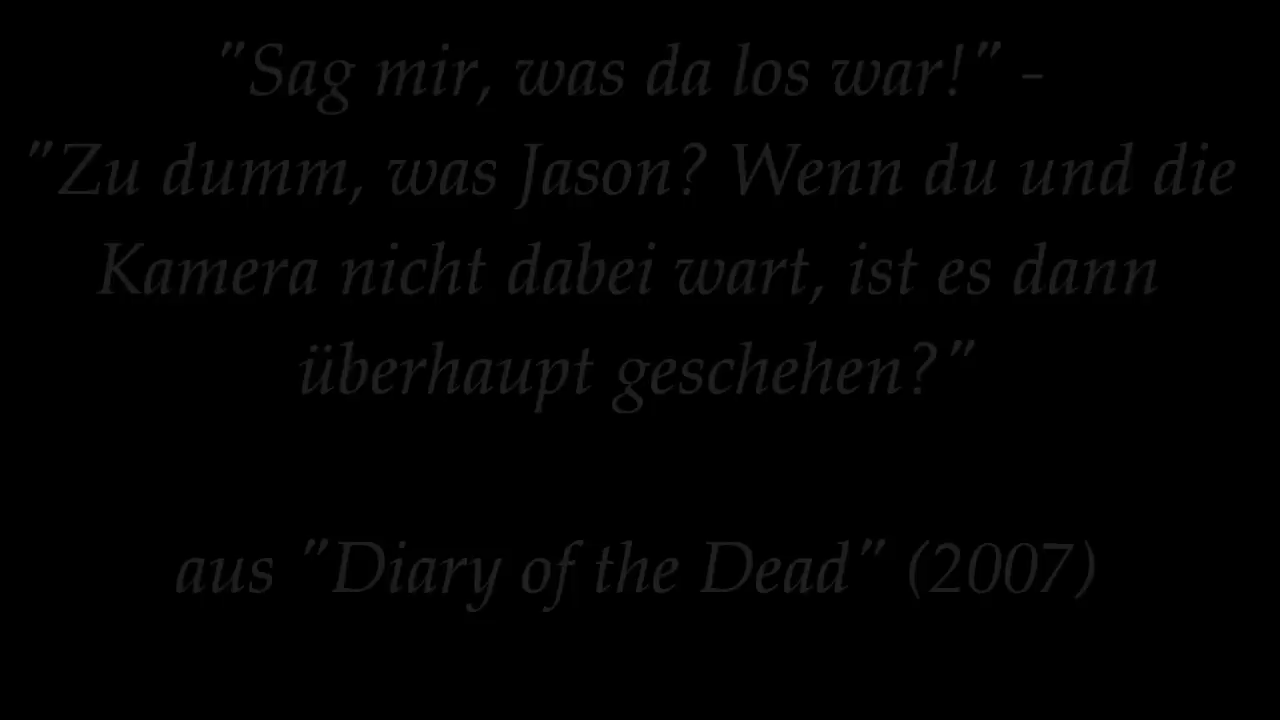 "Sag mir, was da los war!" -
"Zu dumm, was Jason? Wenn du und die
Kamera nicht dabei wart, ist es dann
überhaupt geschehen?"
aus "Diary of the Dead" (2007)